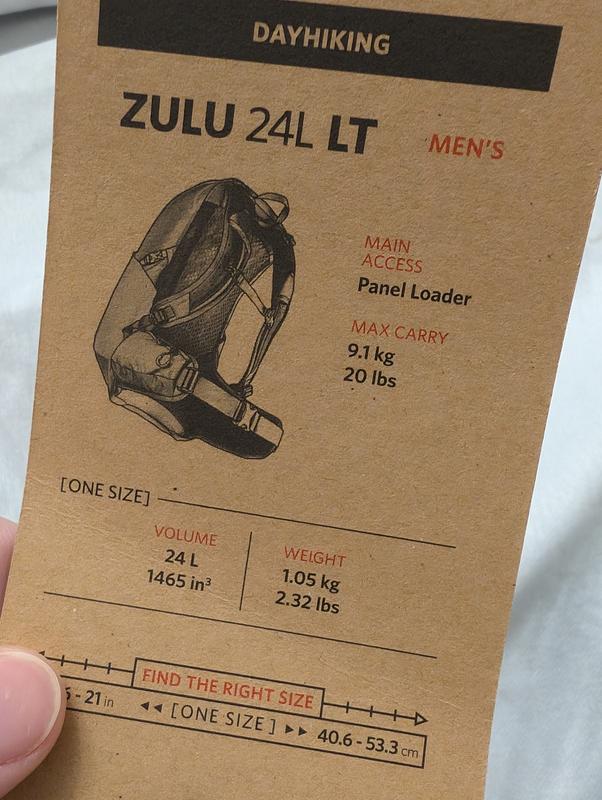 DAYHIKING
ZULU 24L LT MEN'S
MAIN
ACCESS
Panel Loader
MAX CARRY
9.1 kg
20 lbs
[ONE SIZE]
VOLUME
24 L
1465 in³
WEIGHT
1.05 kg
2.32 lbs
FIND THE RIGHT SIZE
6 - 21 in ◄◄ [ONE SIZE] ►► 40.6 - 53.3 cm